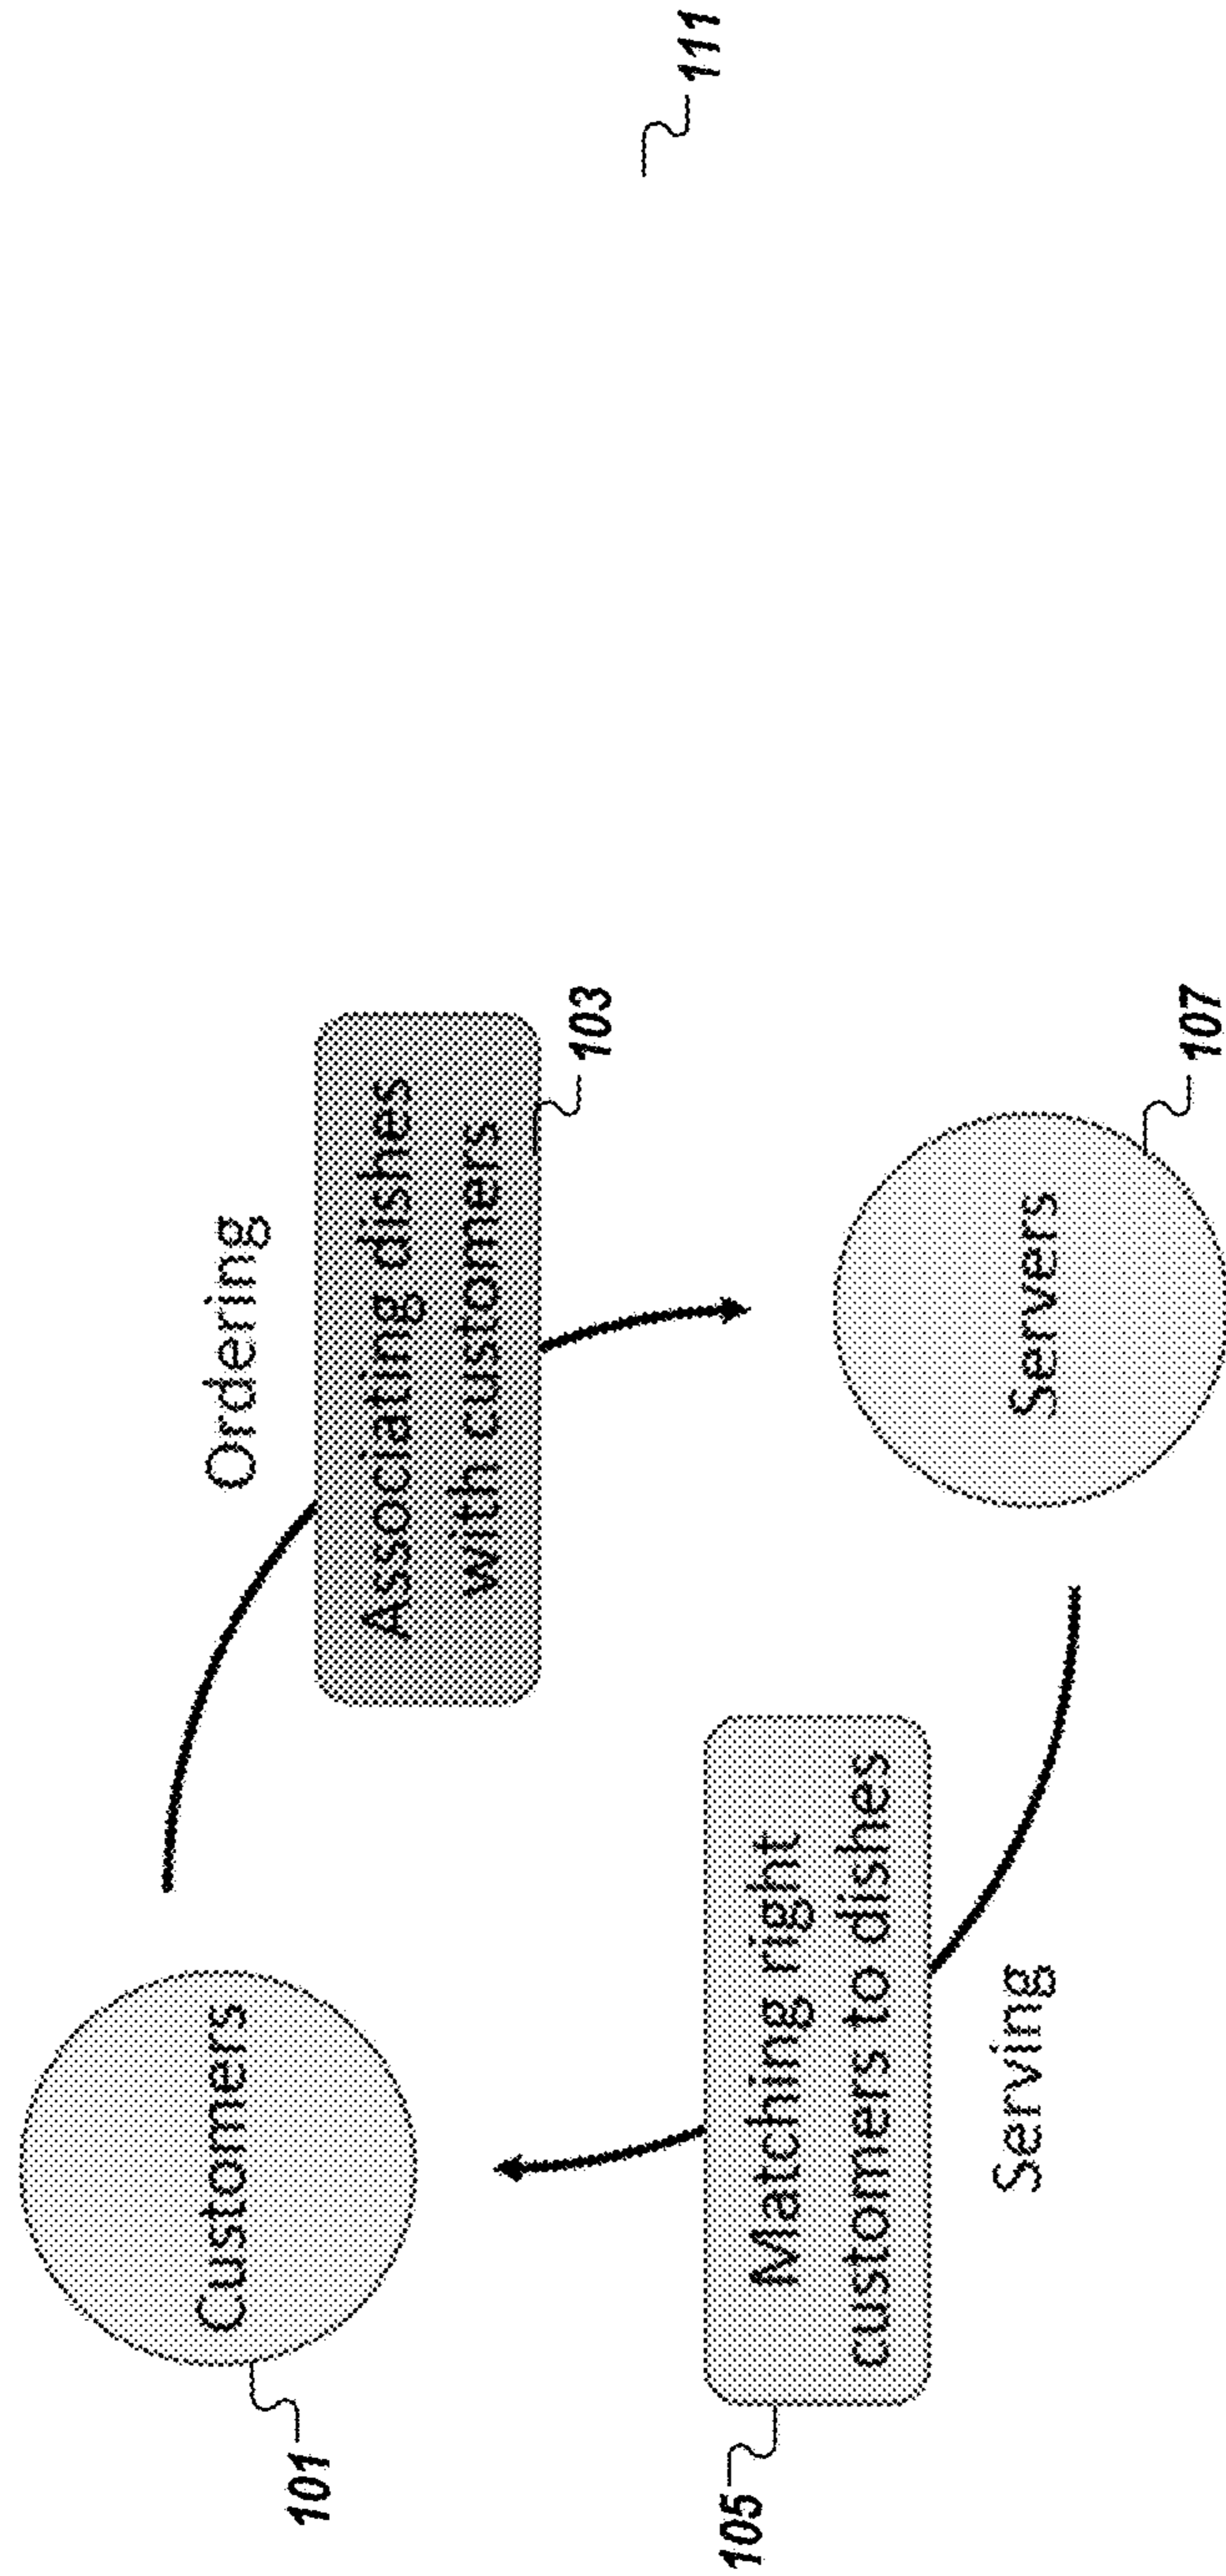 111
Ordering
Associating dishes
with customers
103
Customers
101
Servers
107
Matching right
customers to dishes
105
Serving